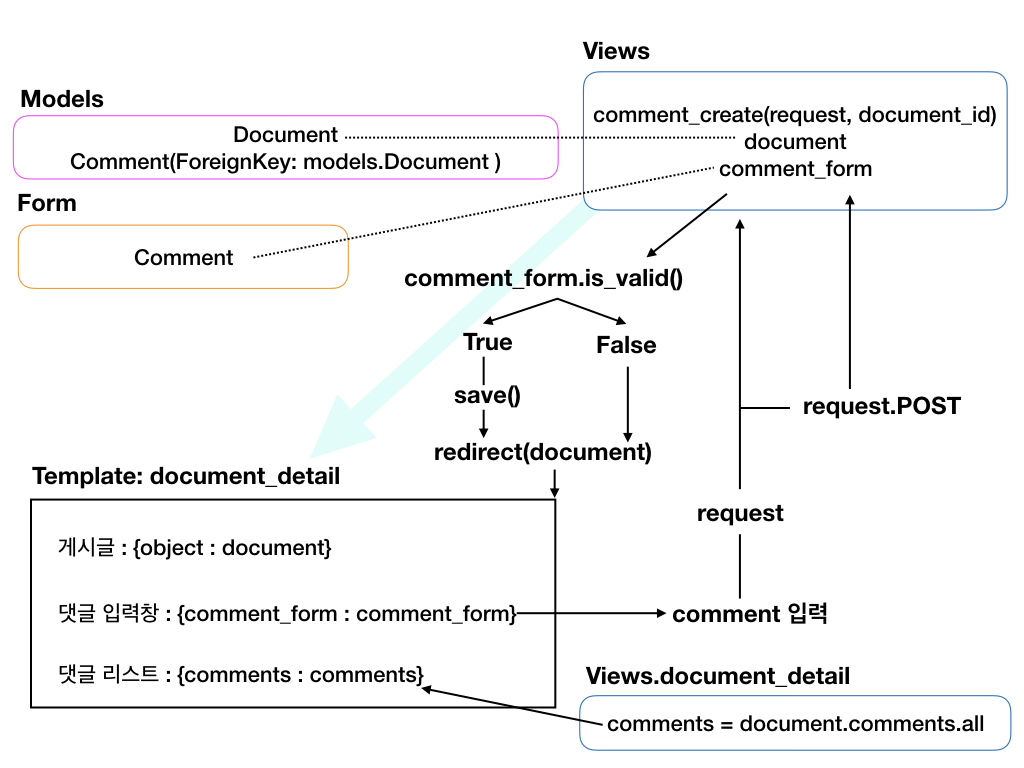 Views
comment_create(request, document_id)
document
comment_form
Models
Document
Comment(ForeignKey: models.Document )
Form
Comment
comment_form.is_valid()
True
False
save()
redirect(document)
request.POST
request
Template: document_detail
게시글 : {object : document}
댓글 입력창 : {comment_form : comment_form}
댓글 리스트 : {comments : comments}
comment 입력
Views.document_detail
comments = document.comments.all